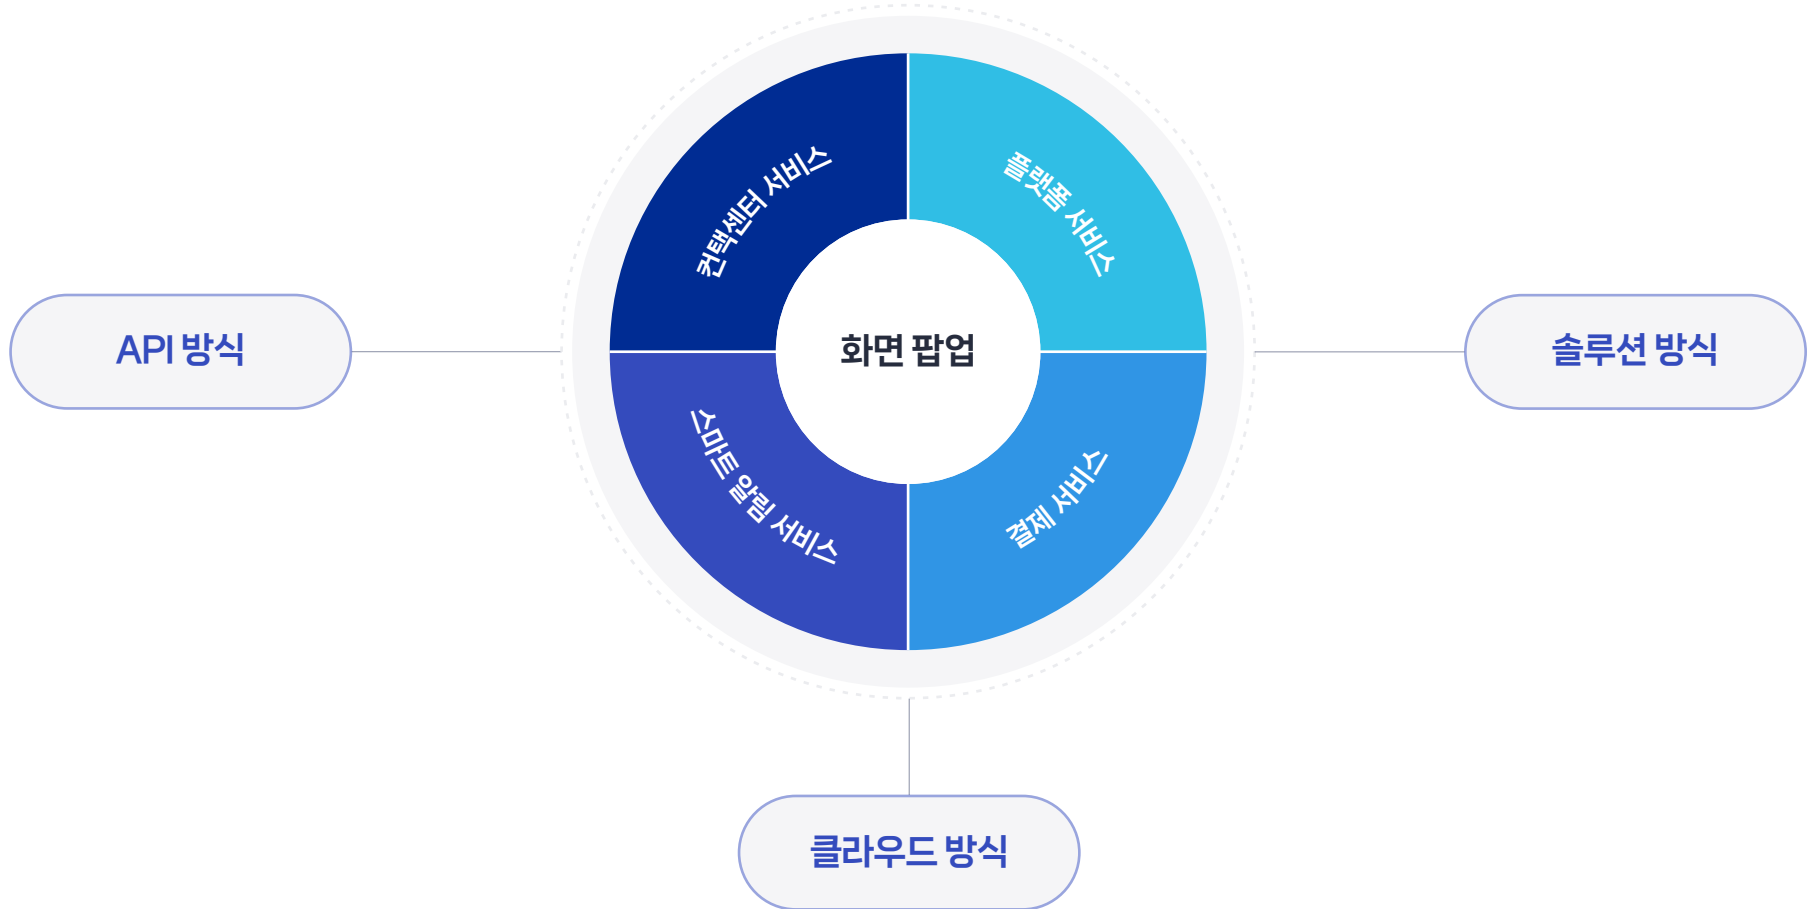 컨택센터 서비스
플랫폼 서비스
API 방식
화면 팝업
솔루션 방식
스마트 알림 서비스
결제 서비스
클라우드 방식